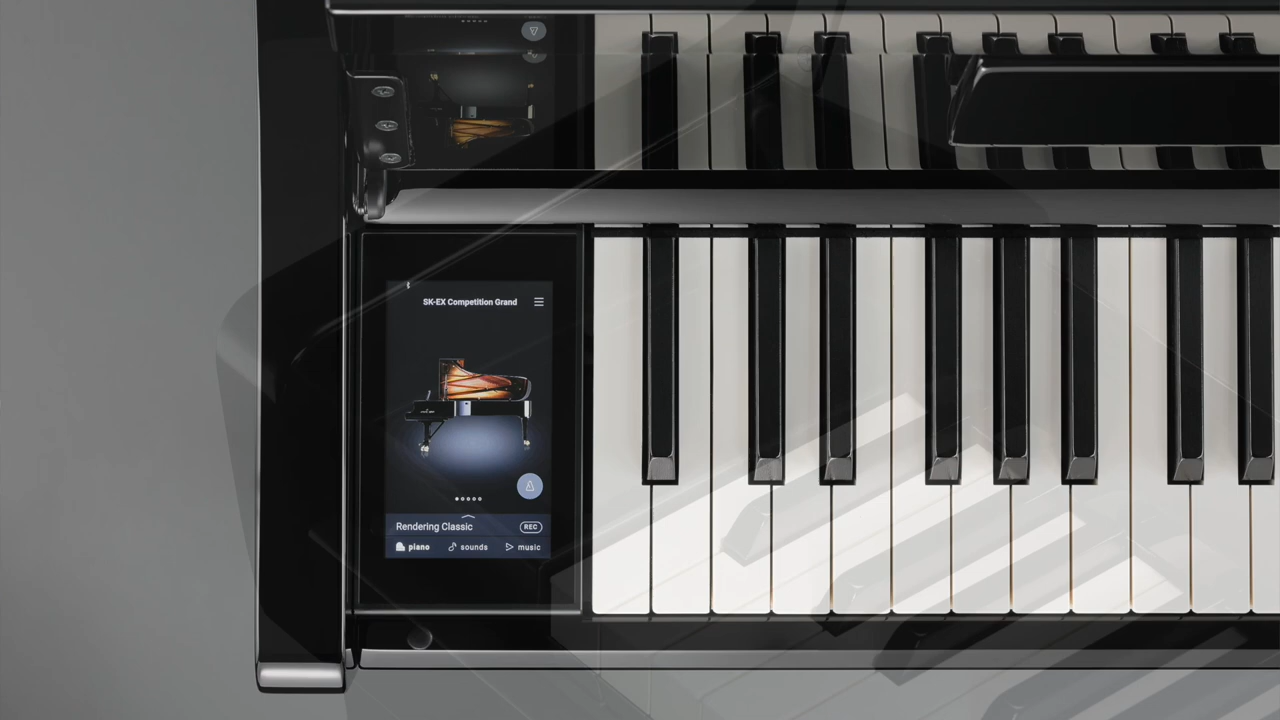 SK-EX Competition Grand
Rendering Classic
REC
piano
sounds
music